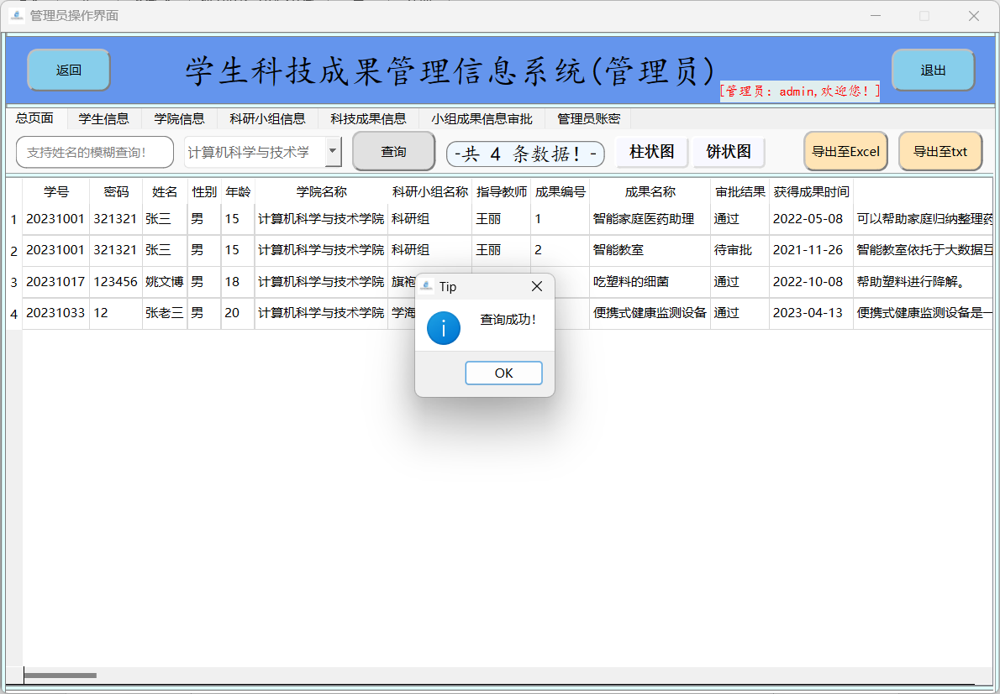 管理员操作界面
返回
学生科技成果管理信息系统(管理员)
[管理员: admin,欢迎您! ]
退出
总页面 学生信息 学院信息 科研小组信息 科技成果信息 小组成果信息审批 管理员账密
支持姓名的模糊查询! 计算机科学与技术学 查询 -共 4 条数据! - 柱状图 饼状图 导出至Excel 导出至txt
学号 密码 姓名 性别 年龄 学院名称 科研小组名称 指导教师 成果编号 成果名称 审批结果 获得成果时间
1 20231001 321321 张三 男 15 计算机科学与技术学院 科研组 王丽 1 智能家庭医药助理 通过 2022-05-08 可以帮助家庭归纳整理药
2 20231001 321321 张三 男 15 计算机科学与技术学院 科研组 王丽 2 智能教室 待审批 2021-11-26 智能教室依托于大数据互
3 20231017 123456 姚文博 男 18 计算机科学与技术学院 旗袍 吃塑料的细菌 通过 2022-10-08 帮助塑料进行降解。
4 20231033 12 张老三 男 20 计算机科学与技术学院 学海 便携式健康监测设备 通过 2023-04-13 便携式健康监测设备是一
Tip
查询成功!
OK